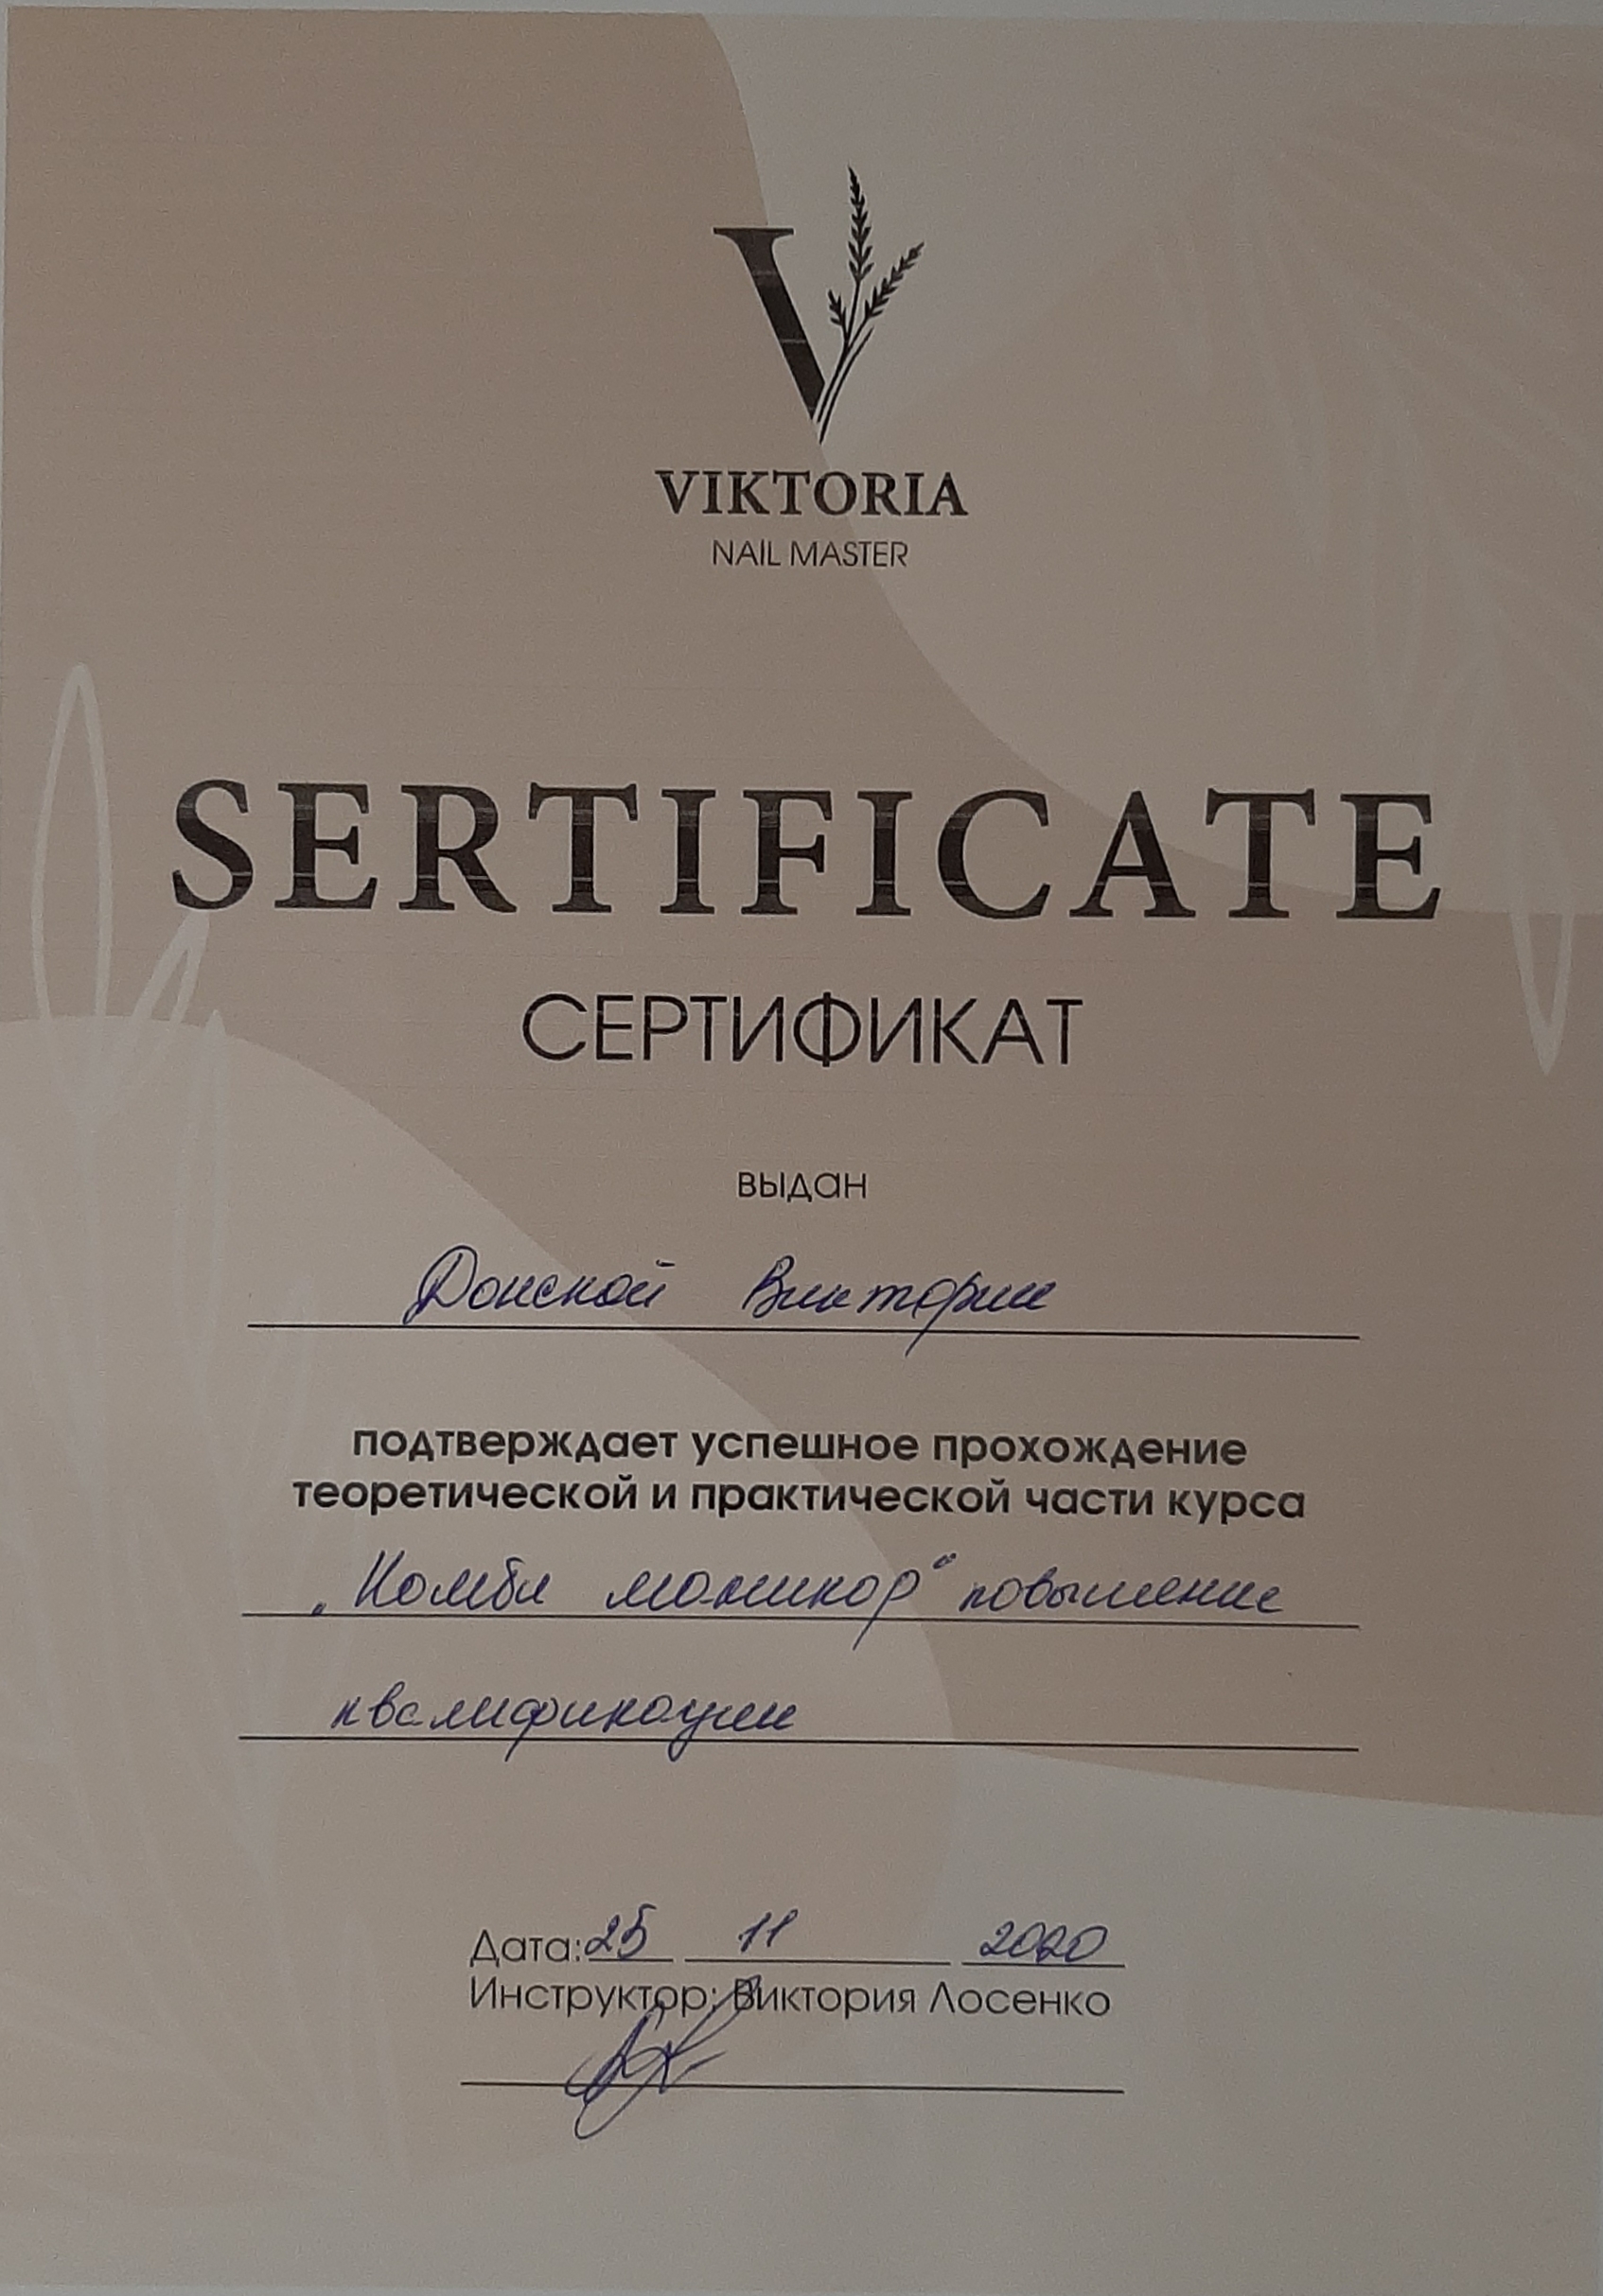 VIKTORIA
NAIL MASTER
SERTIFICATE
СЕРТИФИКАТ
выдан
Донской Виктории
подтверждает успешное прохождение
теоретической и практической части курса
„Комби маникюр“ повышение
квалификации
Дата: 25 11 2020
Инструктор: Виктория Лосенко